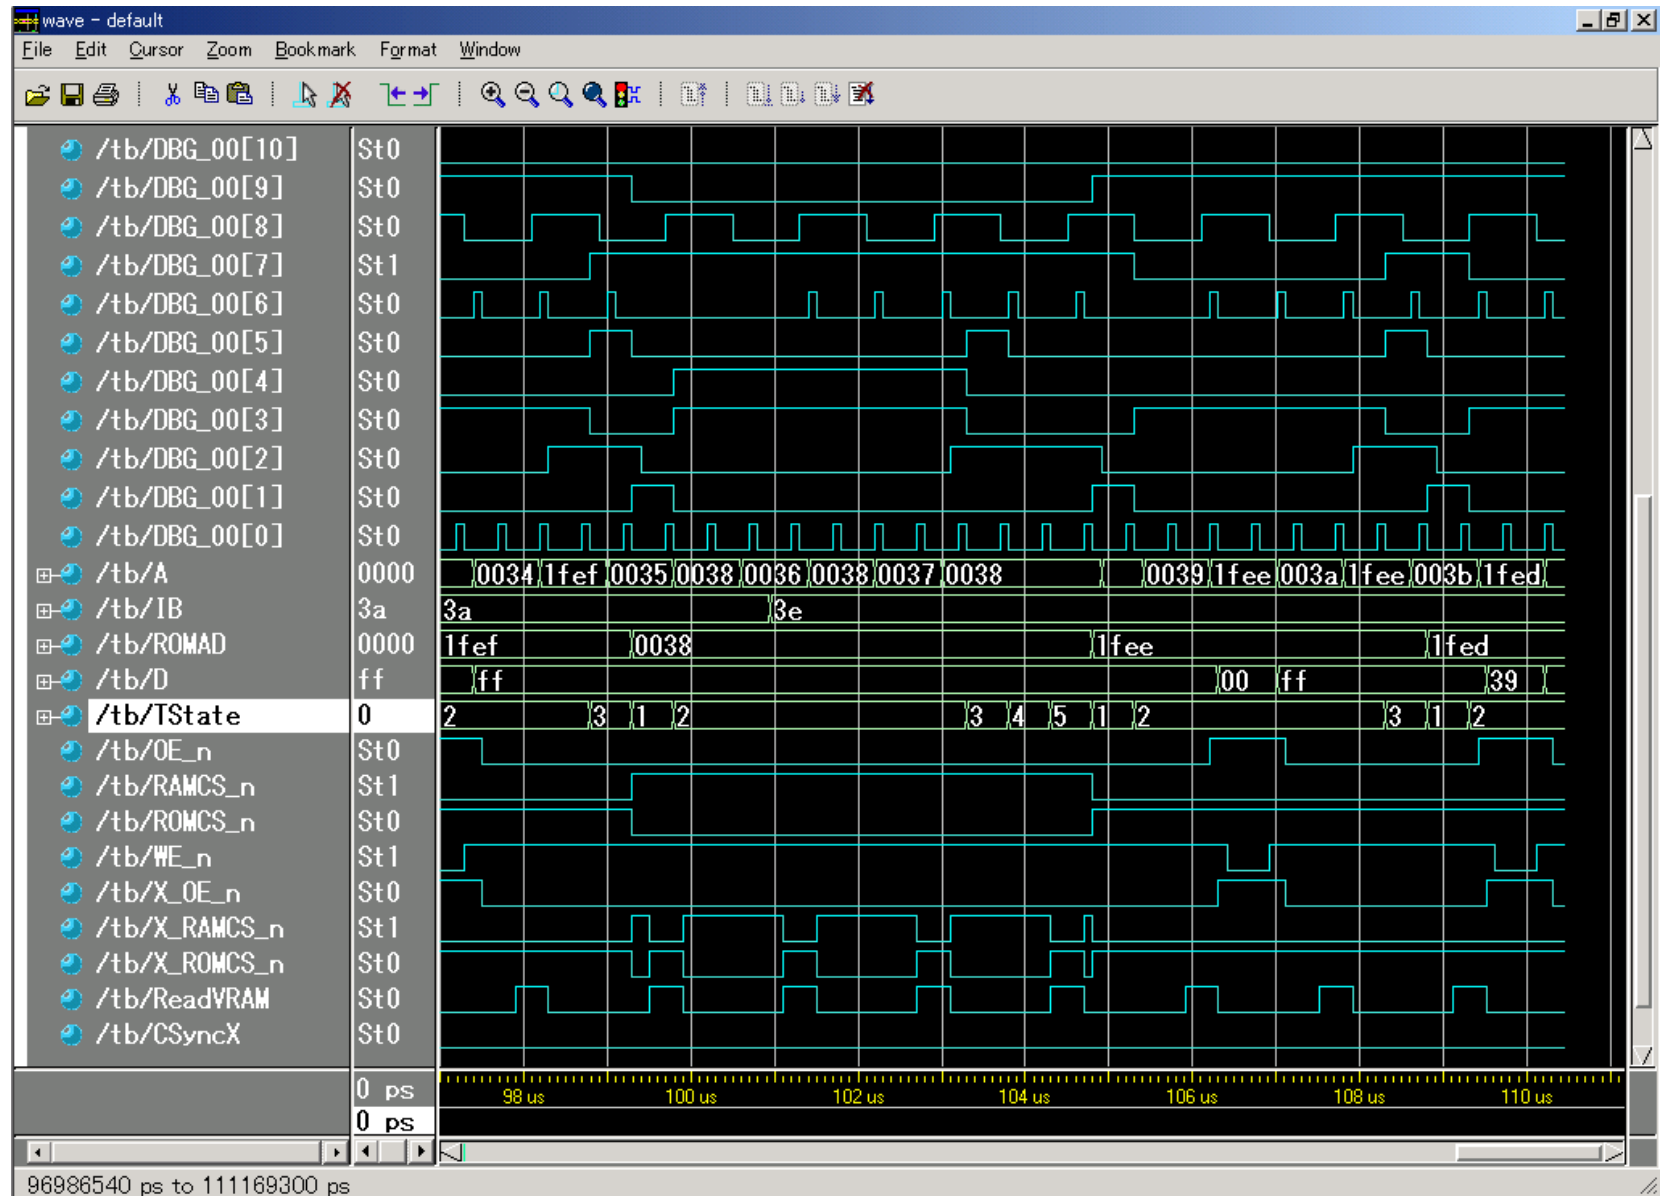 wave - default
File Edit Cursor Zoom Bookmark Format Window
/tb/DBG_00[10] St0
/tb/DBG_00[9] St0
/tb/DBG_00[8] St0
/tb/DBG_00[7] St1
/tb/DBG_00[6] St0
/tb/DBG_00[5] St0
/tb/DBG_00[4] St0
/tb/DBG_00[3] St0
/tb/DBG_00[2] St0
/tb/DBG_00[1] St0
/tb/DBG_00[0] St0
/tb/A 0000 0034 1fef 0035 0038 0036 0038 0037 0038 0039 1fee 003a 1fee 003b 1fed
/tb/IB 3a 3a 3e
/tb/ROMAD 0000 1fef 0038 1fee 1fed
/tb/D ff ff 00 ff 39
/tb/TState 0 2 3 1 2 3 4 5 1 2 3 1 2
/tb/OE_n St0
/tb/RAMCS_n St1
/tb/ROMCS_n St0
/tb/WE_n St1
/tb/X_OE_n St0
/tb/X_RAMCS_n St1
/tb/X_ROMCS_n St0
/tb/ReadVRAM St0
/tb/CSyncX St0
0 ps 98 us 100 us 102 us 104 us 106 us 108 us 110 us
0 ps
96986540 ps to 111169300 ps